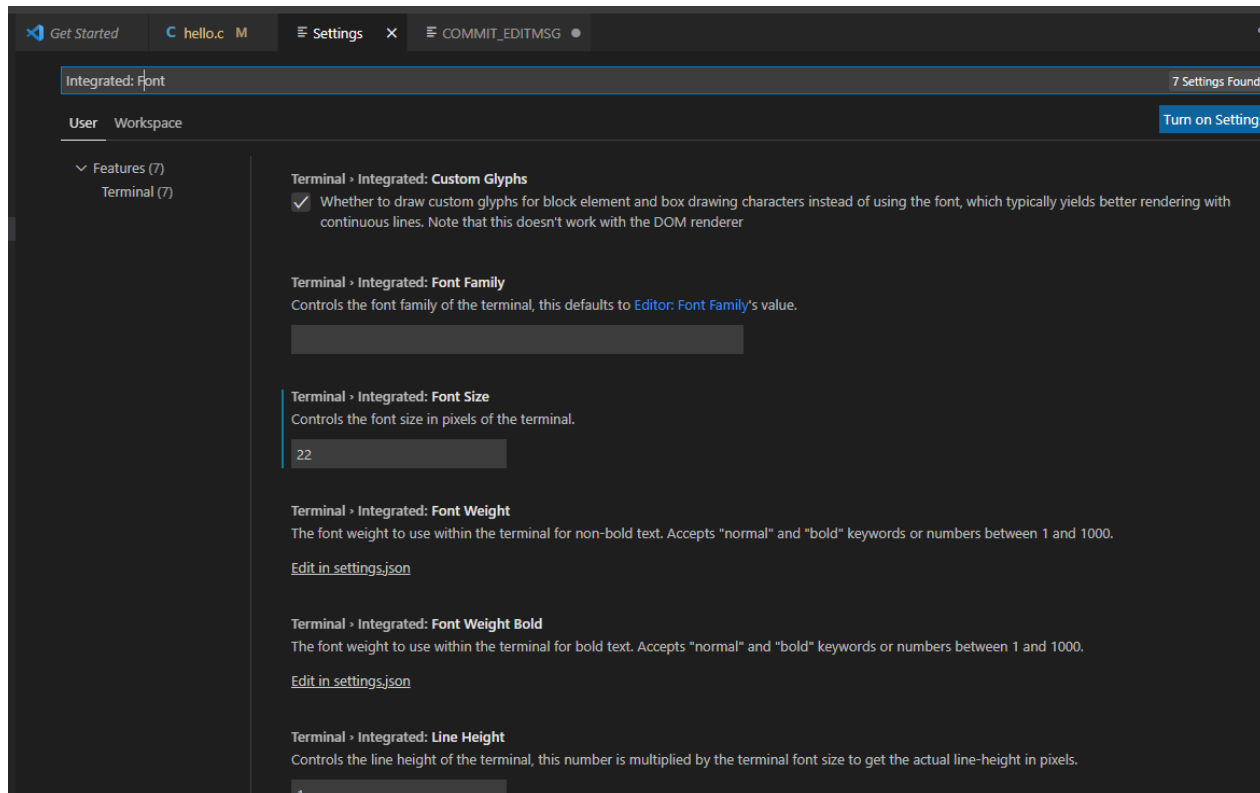 Get Started
C hello.c M
Settings
COMMIT_EDITMSG
Integrated: Font
7 Settings Found
User Workspace
Turn on Setting
Features (7)
Terminal (7)
Terminal › Integrated: Custom Glyphs
Whether to draw custom glyphs for block element and box drawing characters instead of using the font, which typically yields better rendering with
continuous lines. Note that this doesn't work with the DOM renderer
Terminal › Integrated: Font Family
Controls the font family of the terminal, this defaults to Editor: Font Family's value.
Terminal › Integrated: Font Size
Controls the font size in pixels of the terminal.
22
Terminal › Integrated: Font Weight
The font weight to use within the terminal for non-bold text. Accepts "normal" and "bold" keywords or numbers between 1 and 1000.
Edit in settings.json
Terminal › Integrated: Font Weight Bold
The font weight to use within the terminal for bold text. Accepts "normal" and "bold" keywords or numbers between 1 and 1000.
Edit in settings.json
Terminal › Integrated: Line Height
Controls the line height of the terminal, this number is multiplied by the terminal font size to get the actual line-height in pixels.